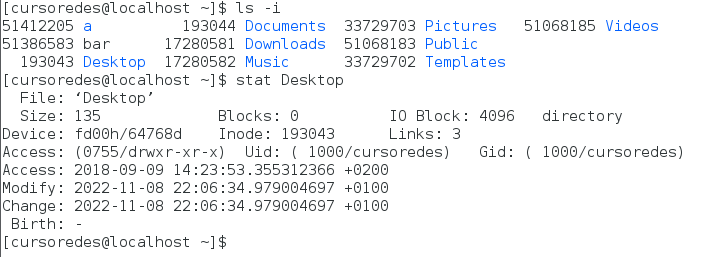 [cursoredes@localhost ~]$ ls -i
51412205 a           193044 Documents  33729703 Pictures   51068185 Videos
51386583 bar       17280581 Downloads  51068183 Public
  193043 Desktop   17280582 Music      33729702 Templates
[cursoredes@localhost ~]$ stat Desktop
  File: ‘Desktop’
  Size: 135             Blocks: 0          IO Block: 4096   directory
Device: fd00h/64768d    Inode: 193043      Links: 3
Access: (0755/drwxr-xr-x)  Uid: ( 1000/cursoredes)   Gid: ( 1000/cursoredes)
Access: 2018-09-09 14:23:53.355312366 +0200
Modify: 2022-11-08 22:06:34.979004697 +0100
Change: 2022-11-08 22:06:34.979004697 +0100
 Birth: -
[cursoredes@localhost ~]$